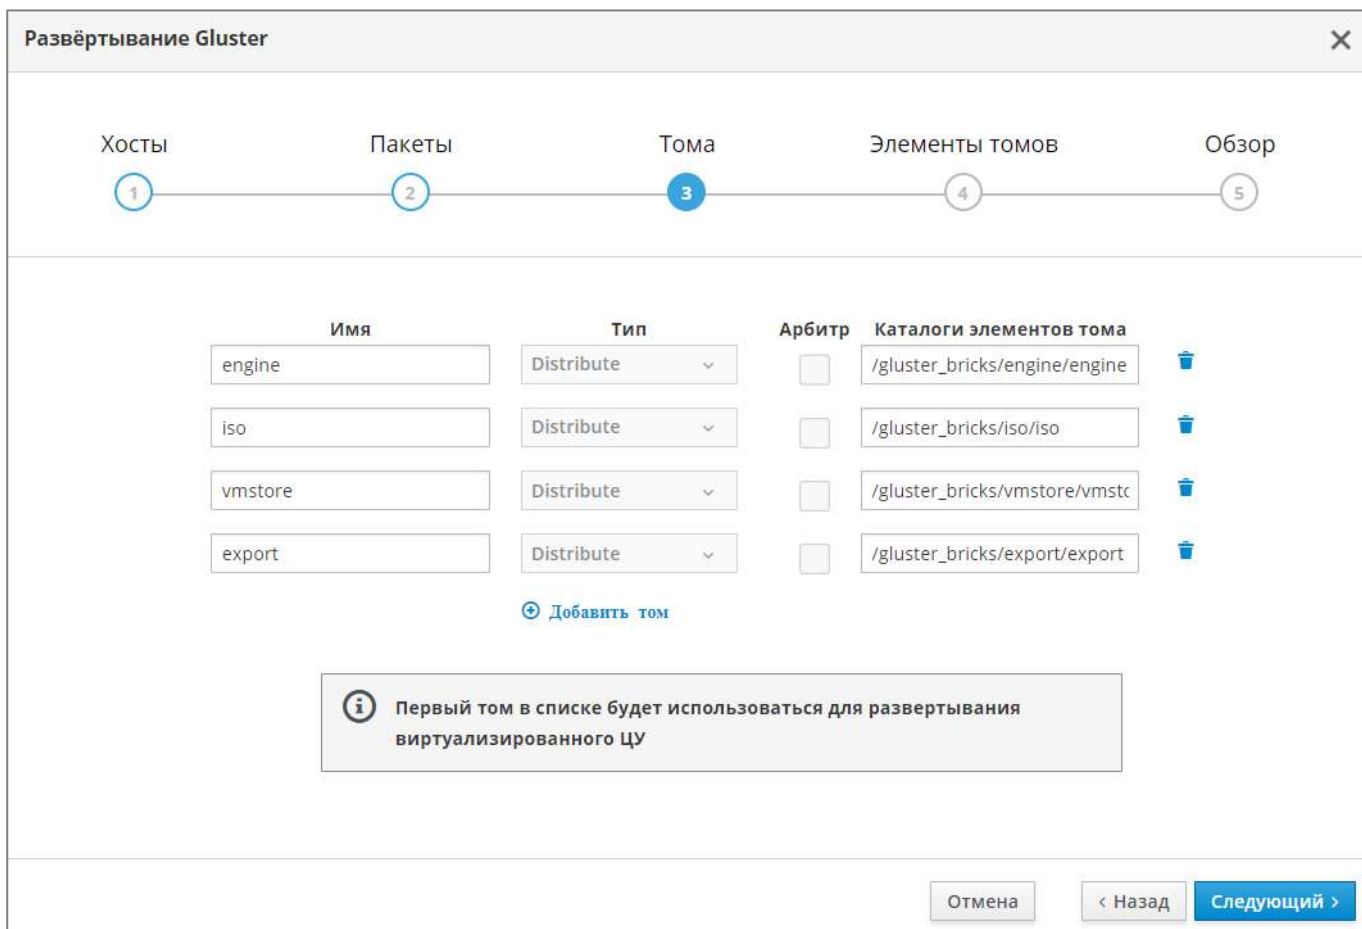 Развёртывание Gluster
Хосты Пакеты Тома Элементы томов Обзор
1 2 3 4 5
Имя Тип Арбитр Каталоги элементов тома
engine Distribute /gluster_bricks/engine/engine
iso Distribute /gluster_bricks/iso/iso
vmstore Distribute /gluster_bricks/vmstore/vmstc
export Distribute /gluster_bricks/export/export
Добавить том
Первый том в списке будет использоваться для развертывания
виртуализированного ЦУ
Отмена < Назад Следующий >